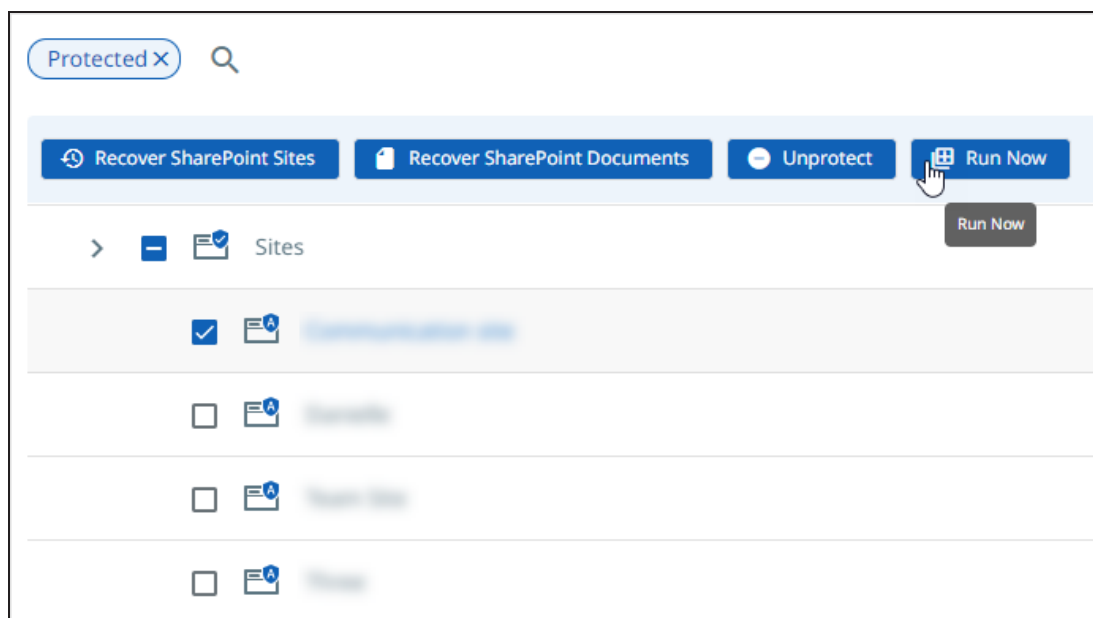 Protected
Recover SharePoint Sites Recover SharePoint Documents Unprotect Run Now
Run Now
Sites